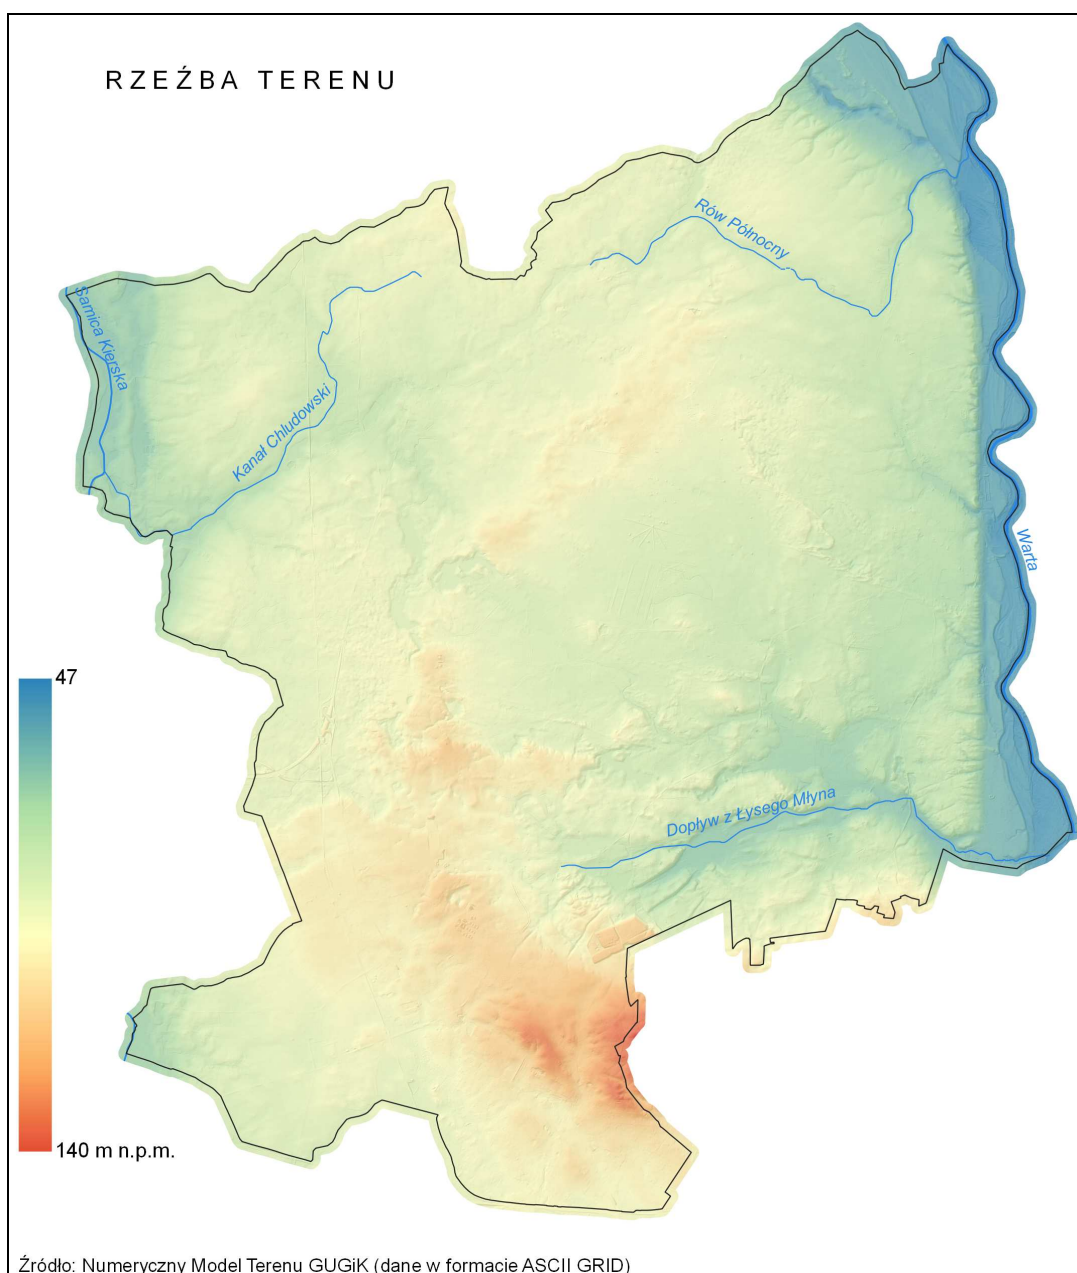 RZEŹBA TERENU
Rów Północny
Samica Kierska
Kanał Chludowski
Warta
47
Dopływ z Łysego Młyna
140 m n.p.m.
Źródło: Numeryczny Model Terenu GUGiK (dane w formacie ASCII GRID)